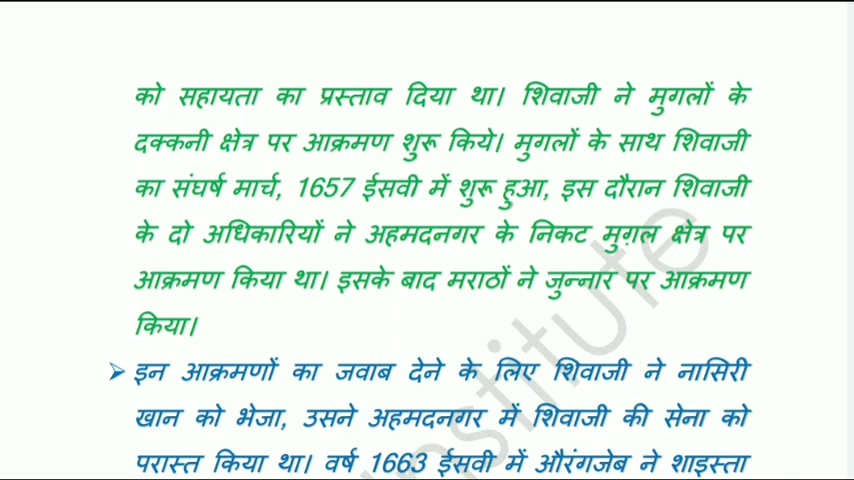 को सहायता का प्रस्ताव दिया था। शिवाजी ने मुगलों के
दक्कनी क्षेत्र पर आक्रमण शुरू किये। मुगलों के साथ शिवाजी
का संघर्ष मार्च, 1657 ईसवी में शुरू हुआ, इस दौरान शिवाजी
के दो अधिकारियों ने अहमदनगर के निकट मुग़ल क्षेत्र पर
आक्रमण किया था। इसके बाद मराठों ने जुन्नार पर आक्रमण
किया।
➢ इन आक्रमणों का जवाब देने के लिए शिवाजी ने नासिरी
खान को भेजा, उसने अहमदनगर में शिवाजी की सेना को
परास्त किया था। वर्ष 1663 ईसवी में औरंगजेब ने शाइस्ता
institute